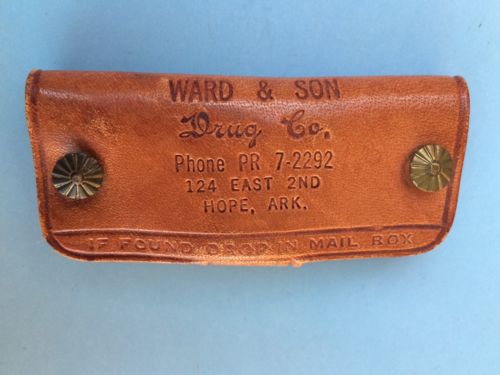 WARD & SON
Drug Co.
Phone PR 7-2292
124 EAST 2ND
HOPE, ARK.
IF FOUND DROP IN MAIL BOX